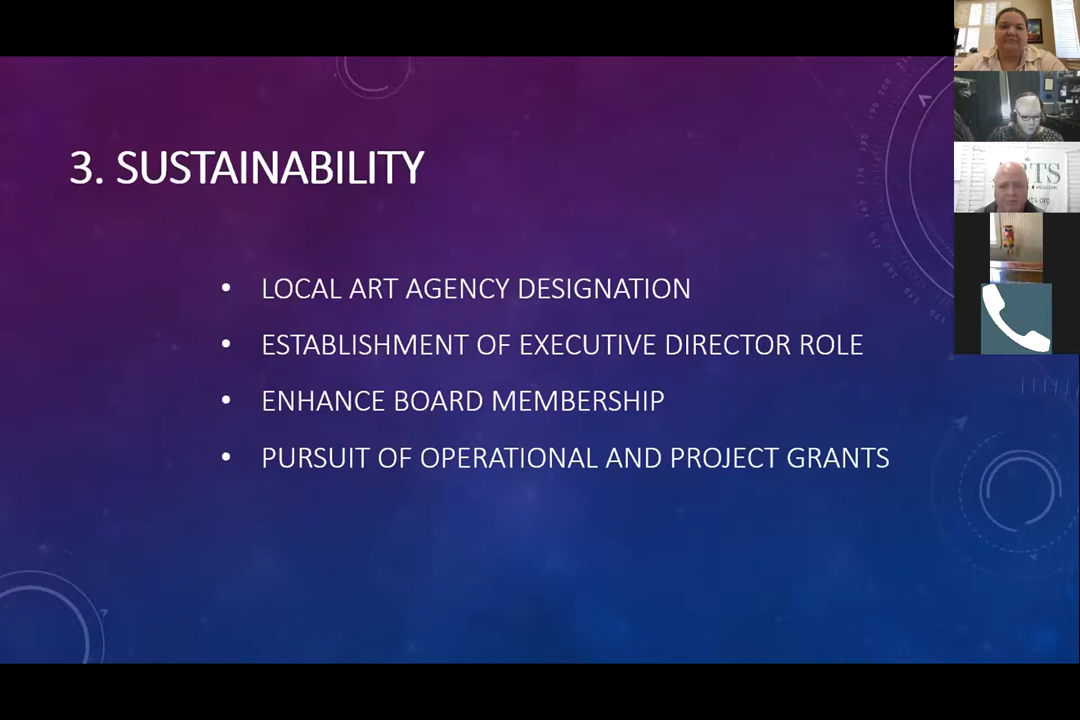 3. SUSTAINABILITY
• LOCAL ART AGENCY DESIGNATION
• ESTABLISHMENT OF EXECUTIVE DIRECTOR ROLE
• ENHANCE BOARD MEMBERSHIP
• PURSUIT OF OPERATIONAL AND PROJECT GRANTS